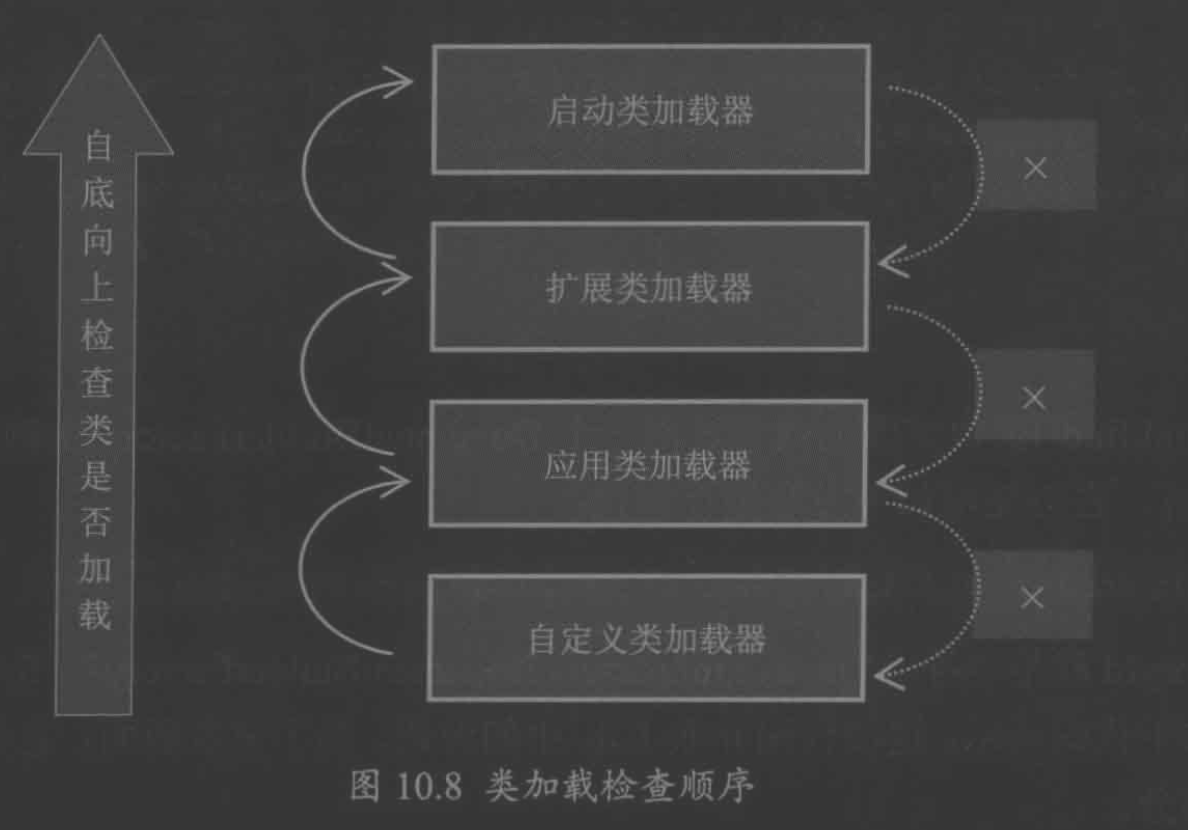 自底向上检查类是否加载
启动类加载器
×
扩展类加载器
×
应用类加载器
×
自定义类加载器
图 10.8 类加载检查顺序